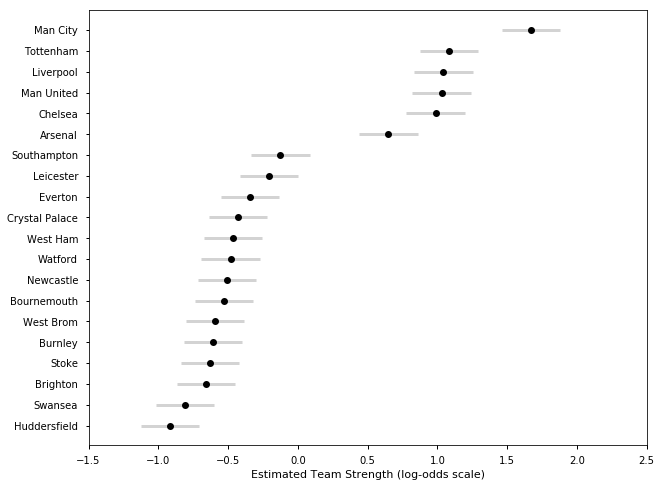 Man City
Tottenham
Liverpool
Man United
Chelsea
Arsenal
Southampton
Leicester
Everton
Crystal Palace
West Ham
Watford
Newcastle
Bournemouth
West Brom
Burnley
Stoke
Brighton
Swansea
Huddersfield
−1.5 −1.0 −0.5 0.0 0.5 1.0 1.5 2.0 2.5
Estimated Team Strength (log-odds scale)